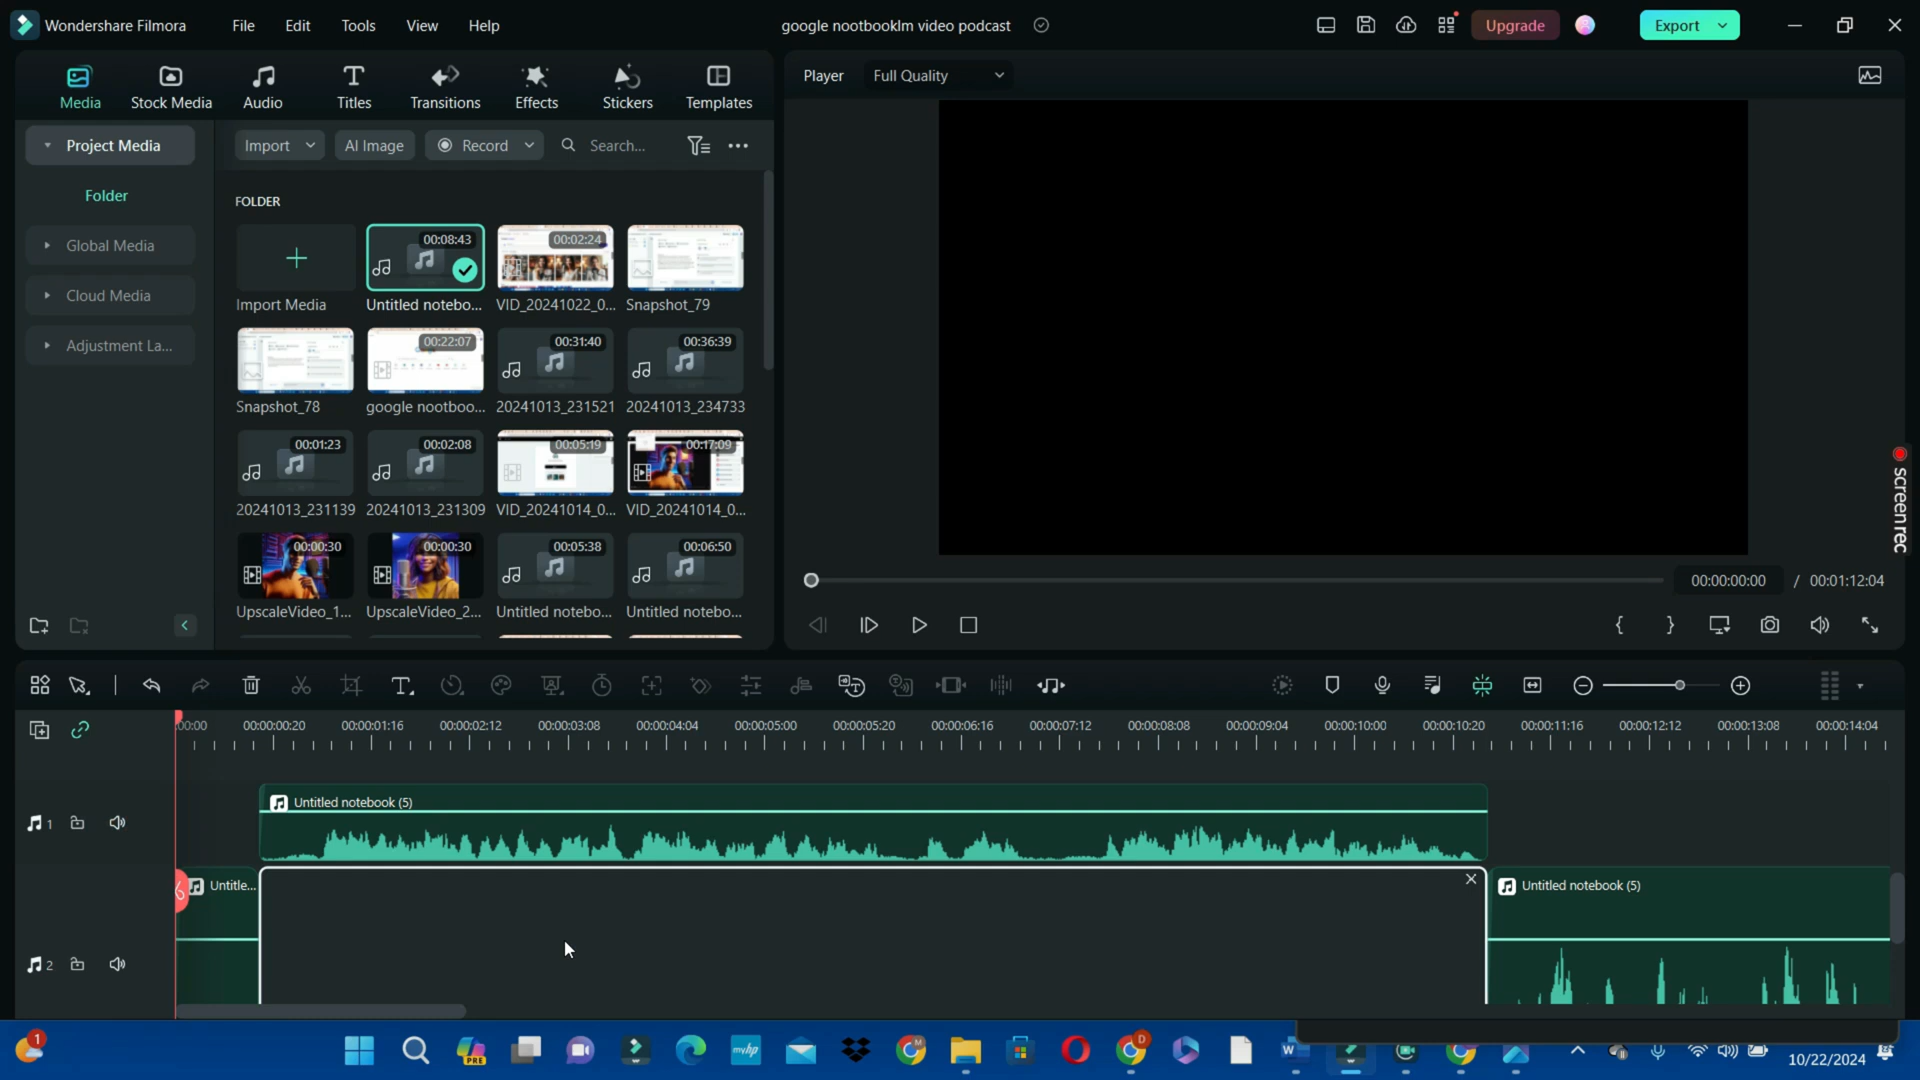 Wondershare Filmora
File
Edit
Tools
View
Help
google nootbooklm video podcast
Upgrade
Export
Media
Stock Media
Audio
Titles
Transitions
Effects
Stickers
Templates
Player
Full Quality
Project Media
Import
AI Image
Record
Search...
Folder
FOLDER
Global Media
Cloud Media
Adjustment La...
00:08:43
00:02:24
Import Media
Untitled notebo...
VID_20241022_0...
Snapshot_79
00:22:07
00:31:40
00:36:39
Snapshot_78
google nootboo...
20241013_231521
20241013_234733
00:01:23
00:02:08
00:05:19
00:17:09
20241013_231139
20241013_231309
VID_20241014_0...
VID_20241014_0...
00:00:30
00:00:30
00:05:38
00:06:50
UpscaleVideo_1...
UpscaleVideo_2...
Untitled notebo...
Untitled notebo...
screenrec
00:00:00:00
/ 00:01:12:04
:00:00
00:00:00:20
00:00:01:16
00:00:02:12
00:00:03:08
00:00:04:04
00:00:05:00
00:00:05:20
00:00:06:16
00:00:07:12
00:00:08:08
00:00:09:04
00:00:10:00
00:00:10:20
00:00:11:16
00:00:12:12
00:00:13:08
00:00:14:04
Untitled notebook (5)
1
Untitle...
Untitled notebook (5)
2
1
PRE
myhp
M
D
W
10/22/2024